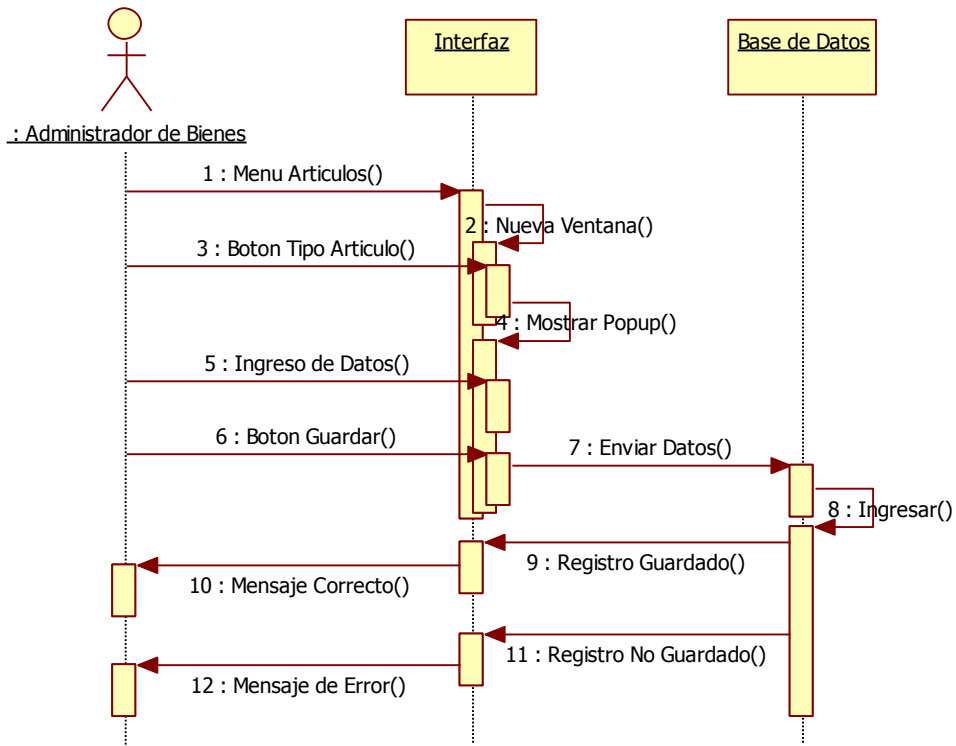 Interfaz
Base de Datos
: Administrador de Bienes
1 : Menu Articulos()
2 : Nueva Ventana()
3 : Boton Tipo Articulo()
4 : Mostrar Popup()
5 : Ingreso de Datos()
6 : Boton Guardar()
7 : Enviar Datos()
8 : Ingresar()
9 : Registro Guardado()
10 : Mensaje Correcto()
11 : Registro No Guardado()
12 : Mensaje de Error()